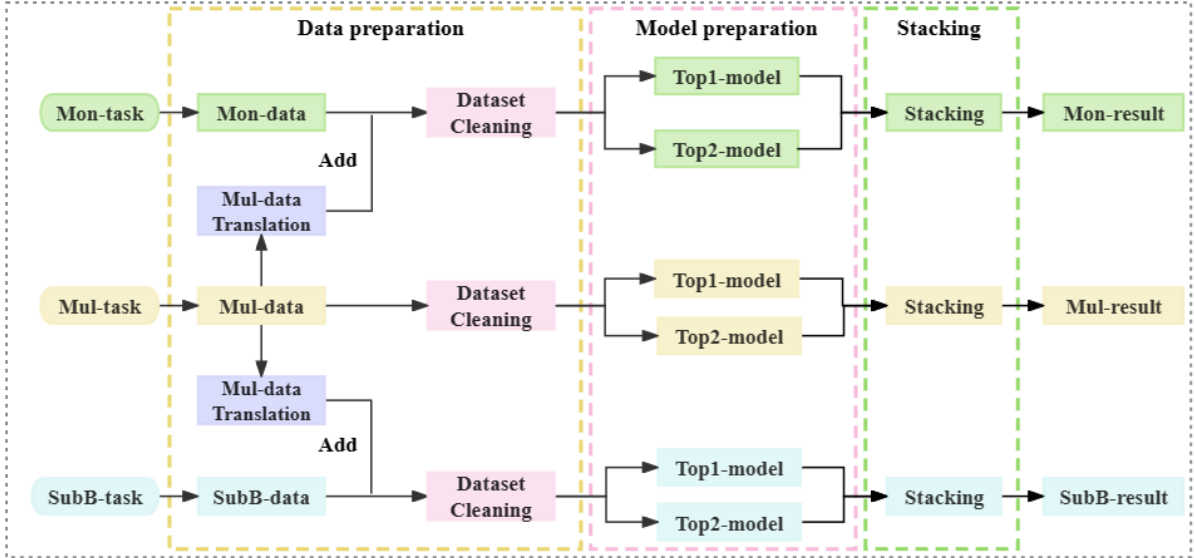 Data preparation
Model preparation
Stacking
Mon-task
Mon-data
Add
Mul-data
Translation
Dataset
Cleaning
Top1-model
Top2-model
Stacking
Mon-result
Mul-task
Mul-data
Dataset
Cleaning
Top1-model
Top2-model
Stacking
Mul-result
Mul-data
Translation
Add
SubB-task
SubB-data
Dataset
Cleaning
Top1-model
Top2-model
Stacking
SubB-result